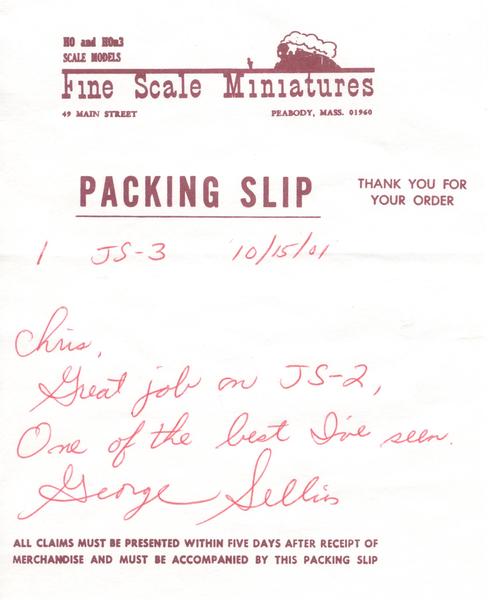 HO and HOn3
SCALE MODELS
Fine Scale Miniatures
49 MAIN STREET PEABODY, MASS. 01960
PACKING SLIP
THANK YOU FOR
YOUR ORDER
1 JS-3 10/15/01
Chris,
Great job on JS-2,
One of the best I've seen.
George Sellios
ALL CLAIMS MUST BE PRESENTED WITHIN FIVE DAYS AFTER RECEIPT OF
MERCHANDISE AND MUST BE ACCOMPANIED BY THIS PACKING SLIP